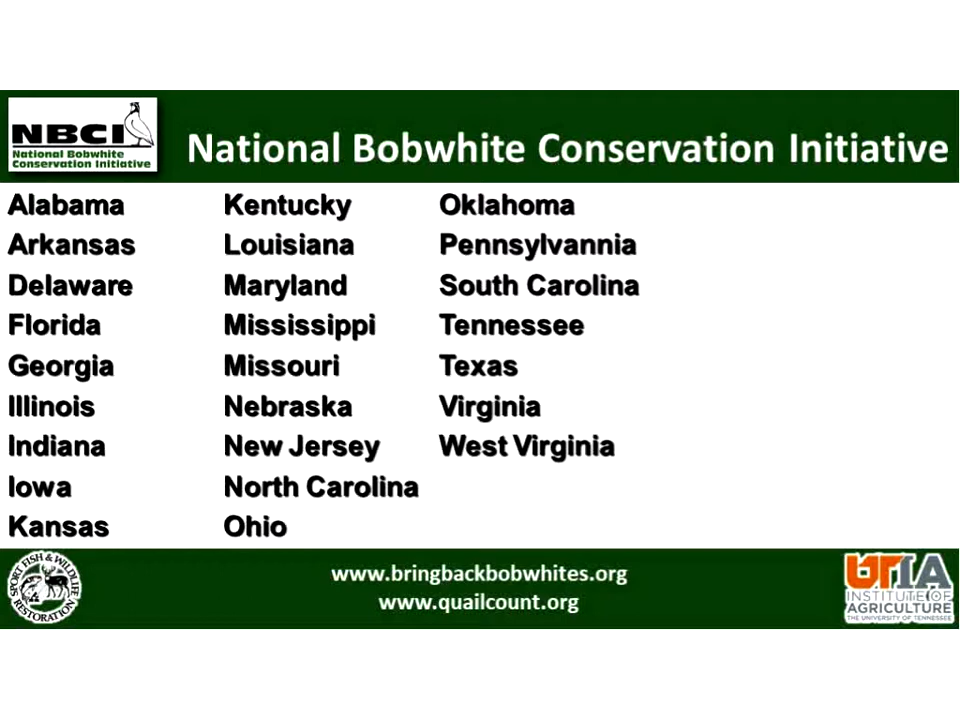 NBCI
National Bobwhite
Conservation Initiative
National Bobwhite Conservation Initiative
Alabama
Arkansas
Delaware
Florida
Georgia
Illinois
Indiana
Iowa
Kansas
Kentucky
Louisiana
Maryland
Mississippi
Missouri
Nebraska
New Jersey
North Carolina
Ohio
Oklahoma
Pennsylvannia
South Carolina
Tennessee
Texas
Virginia
West Virginia
SPORT FISH & WILDLIFE
RESTORATION
www.bringbackbobwhites.org
www.quailcount.org
UTIA
INSTITUTE OF
AGRICULTURE
THE UNIVERSITY OF TENNESSEE